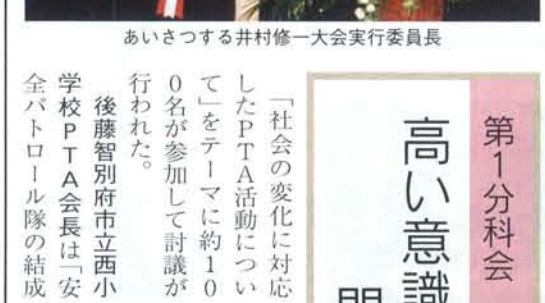 あいさつする井村修一大会実行委員長
第1分科会
高い意識
「社会の変化に対応
したPTA活動につい
て」をテーマに約10
0名が参加して討議が
行われた。
後藤智別府市立西小
学校PTA会長は「安
全パトロール隊の結成